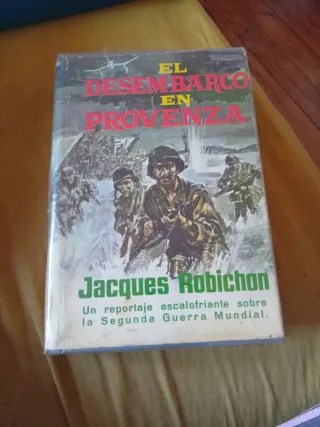 EL
DESEMBARCO
EN
PROVENZA
Jacques Robichon
Un reportaje escalofriante sobre
la Segunda Guerra Mundial.